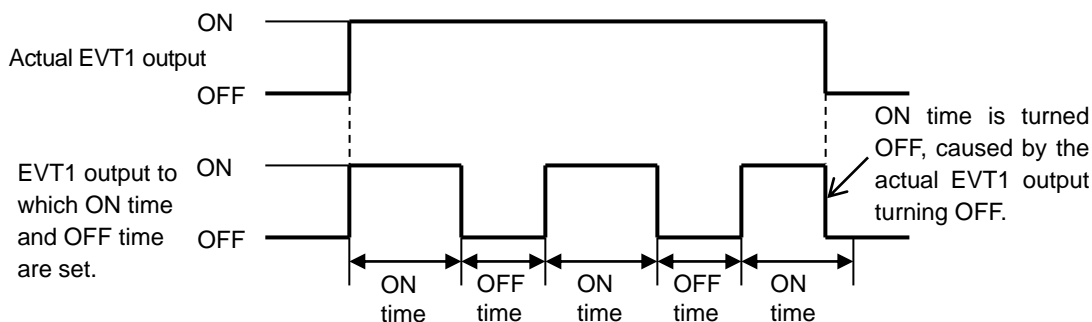 ON
Actual EVT1 output
OFF
ON time is turned
OFF, caused by the
actual EVT1 output
turning OFF.
EVT1 output to
which ON time
and OFF time
are set.
ON
OFF
ON
time
OFF
time
ON
time
OFF
time
ON
time